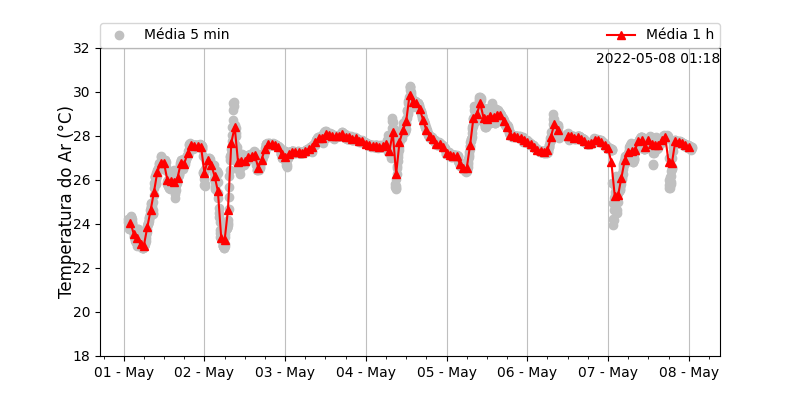 Média 5 min
Média 1 h
2022-05-08 01:18
Temperatura do Ar (°C)
32
30
28
26
24
22
20
18
01 - May
02 - May
03 - May
04 - May
05 - May
06 - May
07 - May
08 - May